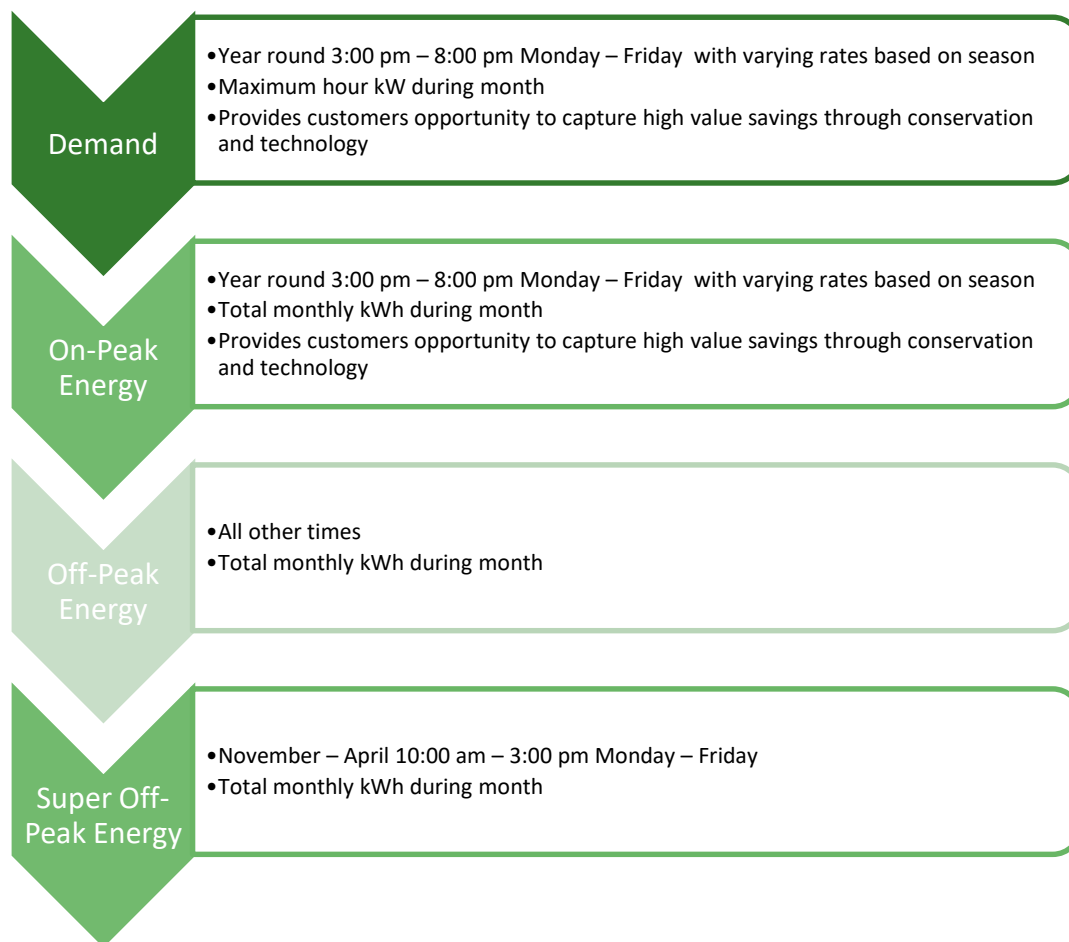 Demand
•Year round 3:00 pm – 8:00 pm Monday – Friday  with varying rates based on season
•Maximum hour kW during month
•Provides customers opportunity to capture high value savings through conservation
and technology
On-Peak
Energy
•Year round 3:00 pm – 8:00 pm Monday – Friday  with varying rates based on season
•Total monthly kWh during month
•Provides customers opportunity to capture high value savings through conservation
and technology
Off-Peak
Energy
•All other times
•Total monthly kWh during month
Super Off-
Peak Energy
•November – April 10:00 am – 3:00 pm Monday – Friday
•Total monthly kWh during month